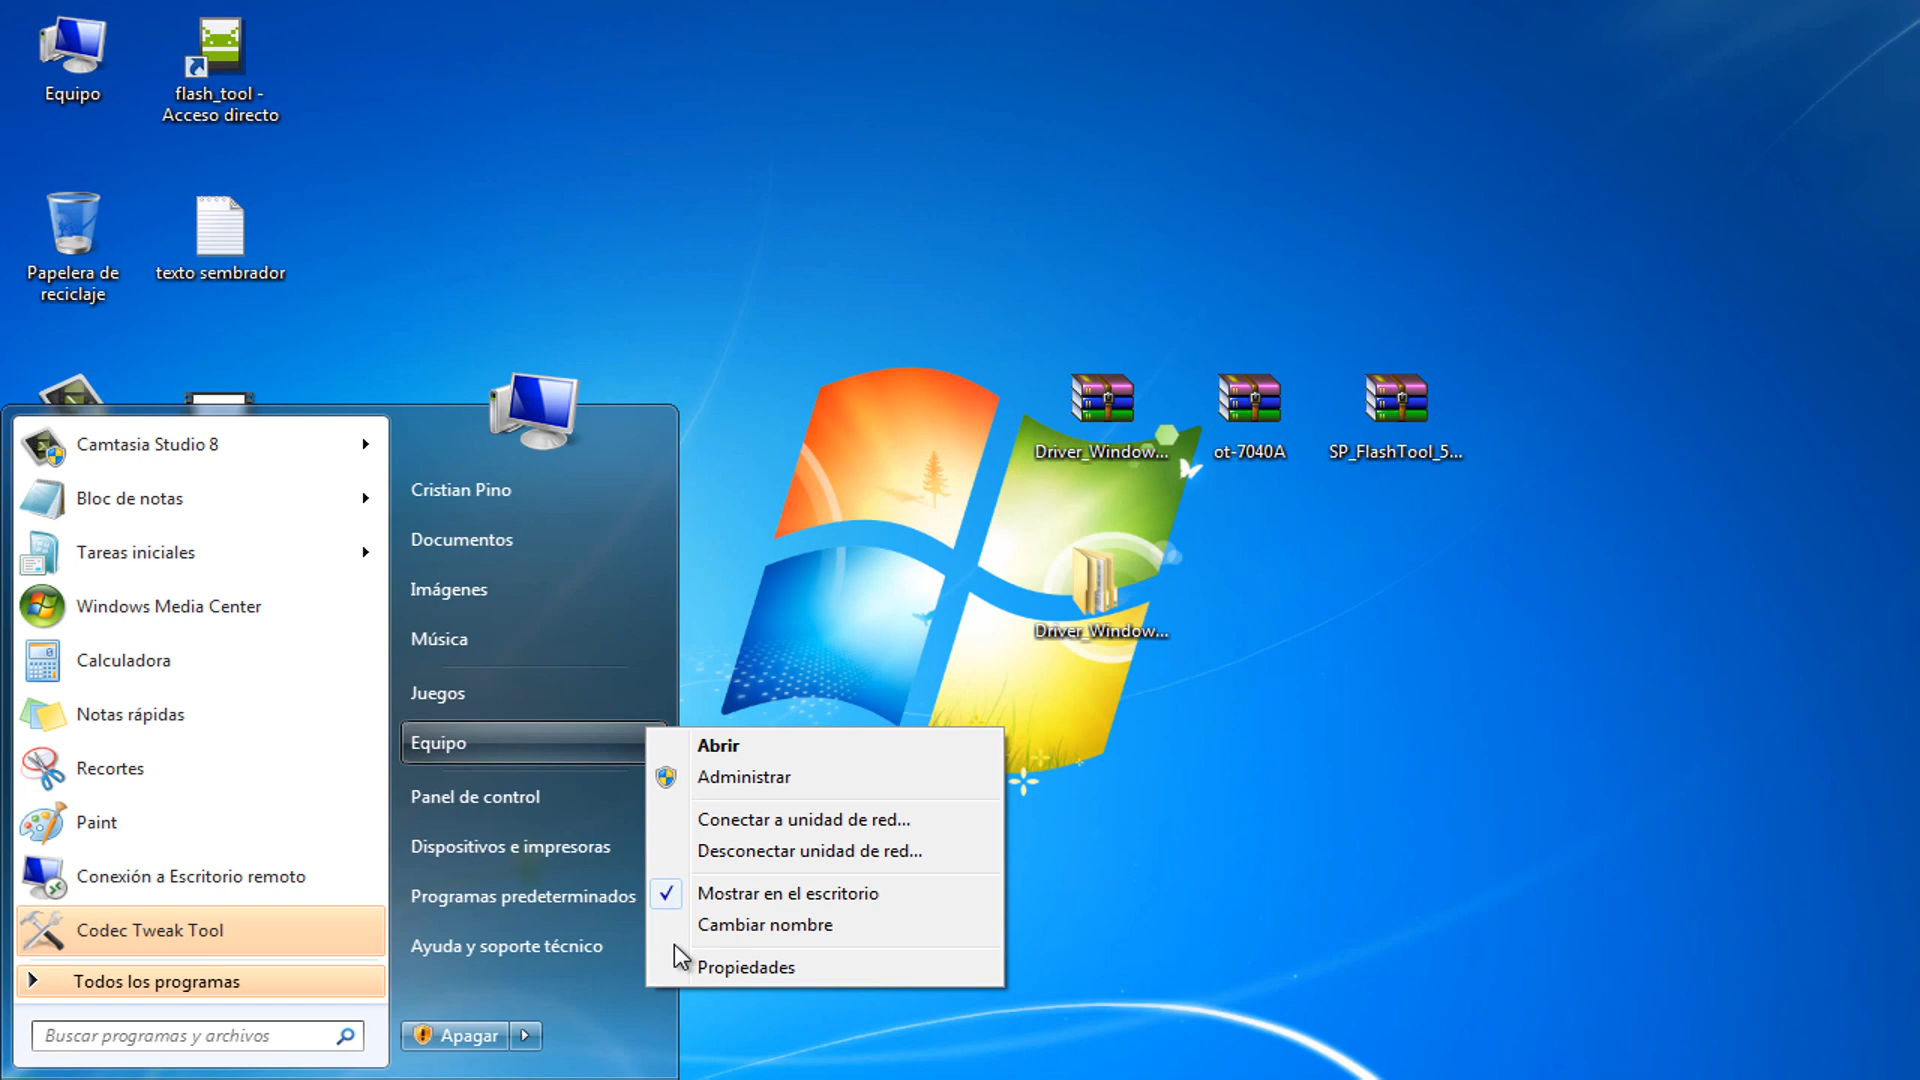 Equipo
flash_tool -
Acceso directo
Papelera de
reciclaje
texto sembrador
Driver_Window...
ot-7040A
SP_FlashTool_5...
Driver_Window...
Camtasia Studio 8
Bloc de notas
Tareas iniciales
Windows Media Center
Calculadora
Notas rápidas
Recortes
Paint
Conexión a Escritorio remoto
Codec Tweak Tool
Todos los programas
Buscar programas y archivos
Cristian Pino
Documentos
Imágenes
Música
Juegos
Equipo
Panel de control
Dispositivos e impresoras
Programas predeterminados
Ayuda y soporte técnico
Apagar
Abrir
Administrar
Conectar a unidad de red...
Desconectar unidad de red...
Mostrar en el escritorio
Cambiar nombre
Propiedades